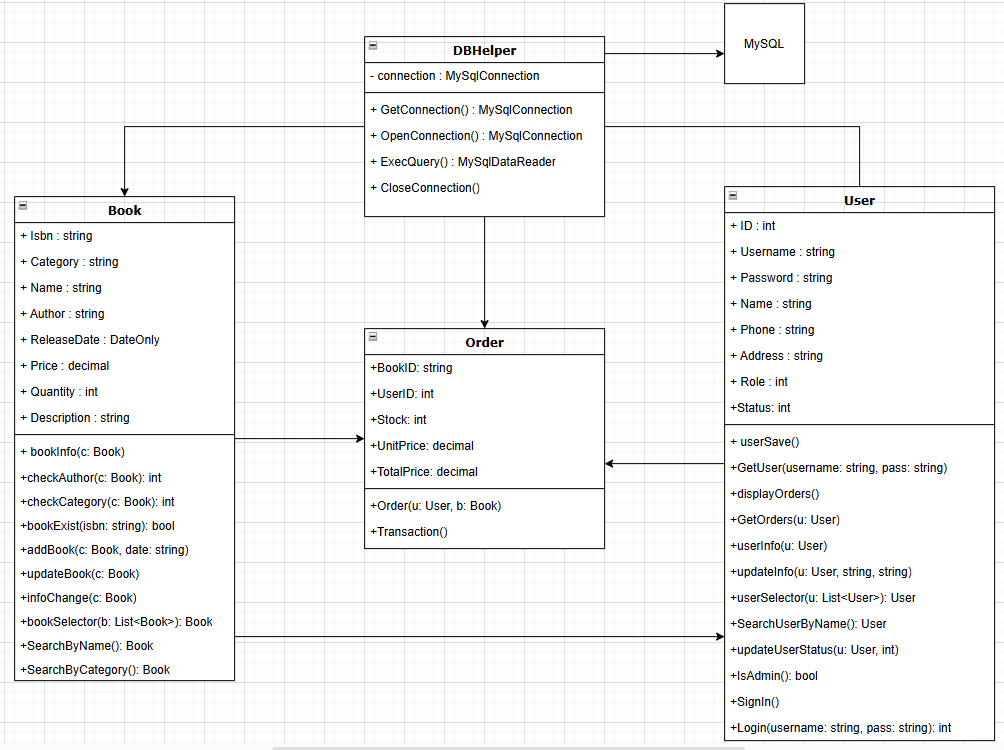 MySQL
DBHelper
- connection : MySqlConnection
+ GetConnection() : MySqlConnection
+ OpenConnection() : MySqlConnection
+ ExecQuery() : MySqlDataReader
+ CloseConnection()
Book
+ Isbn : string
+ Category : string
+ Name : string
+ Author : string
+ ReleaseDate : DateOnly
+ Price : decimal
+ Quantity : int
+ Description : string
+ bookInfo(c: Book)
+checkAuthor(c: Book): int
+checkCategory(c: Book): int
+bookExist(isbn: string): bool
+addBook(c: Book, date: string)
+updateBook(c: Book)
+infoChange(c: Book)
+bookSelector(b: List<Book>): Book
+SearchByName(): Book
+SearchByCategory(): Book
Order
+BookID: string
+UserID: int
+Stock: int
+UnitPrice: decimal
+TotalPrice: decimal
+Order(u: User, b: Book)
+Transaction()
User
+ ID : int
+ Username : string
+ Password : string
+ Name : string
+ Phone : string
+ Address : string
+ Role : int
+Status: int
+ userSave()
+GetUser(username: string, pass: string)
+displayOrders()
+GetOrders(u: User)
+userInfo(u: User)
+updateInfo(u: User, string, string)
+userSelector(u: List<User>): User
+SearchUserByName(): User
+updateUserStatus(u: User, int)
+IsAdmin(): bool
+SignIn()
+Login(username: string, pass: string): int